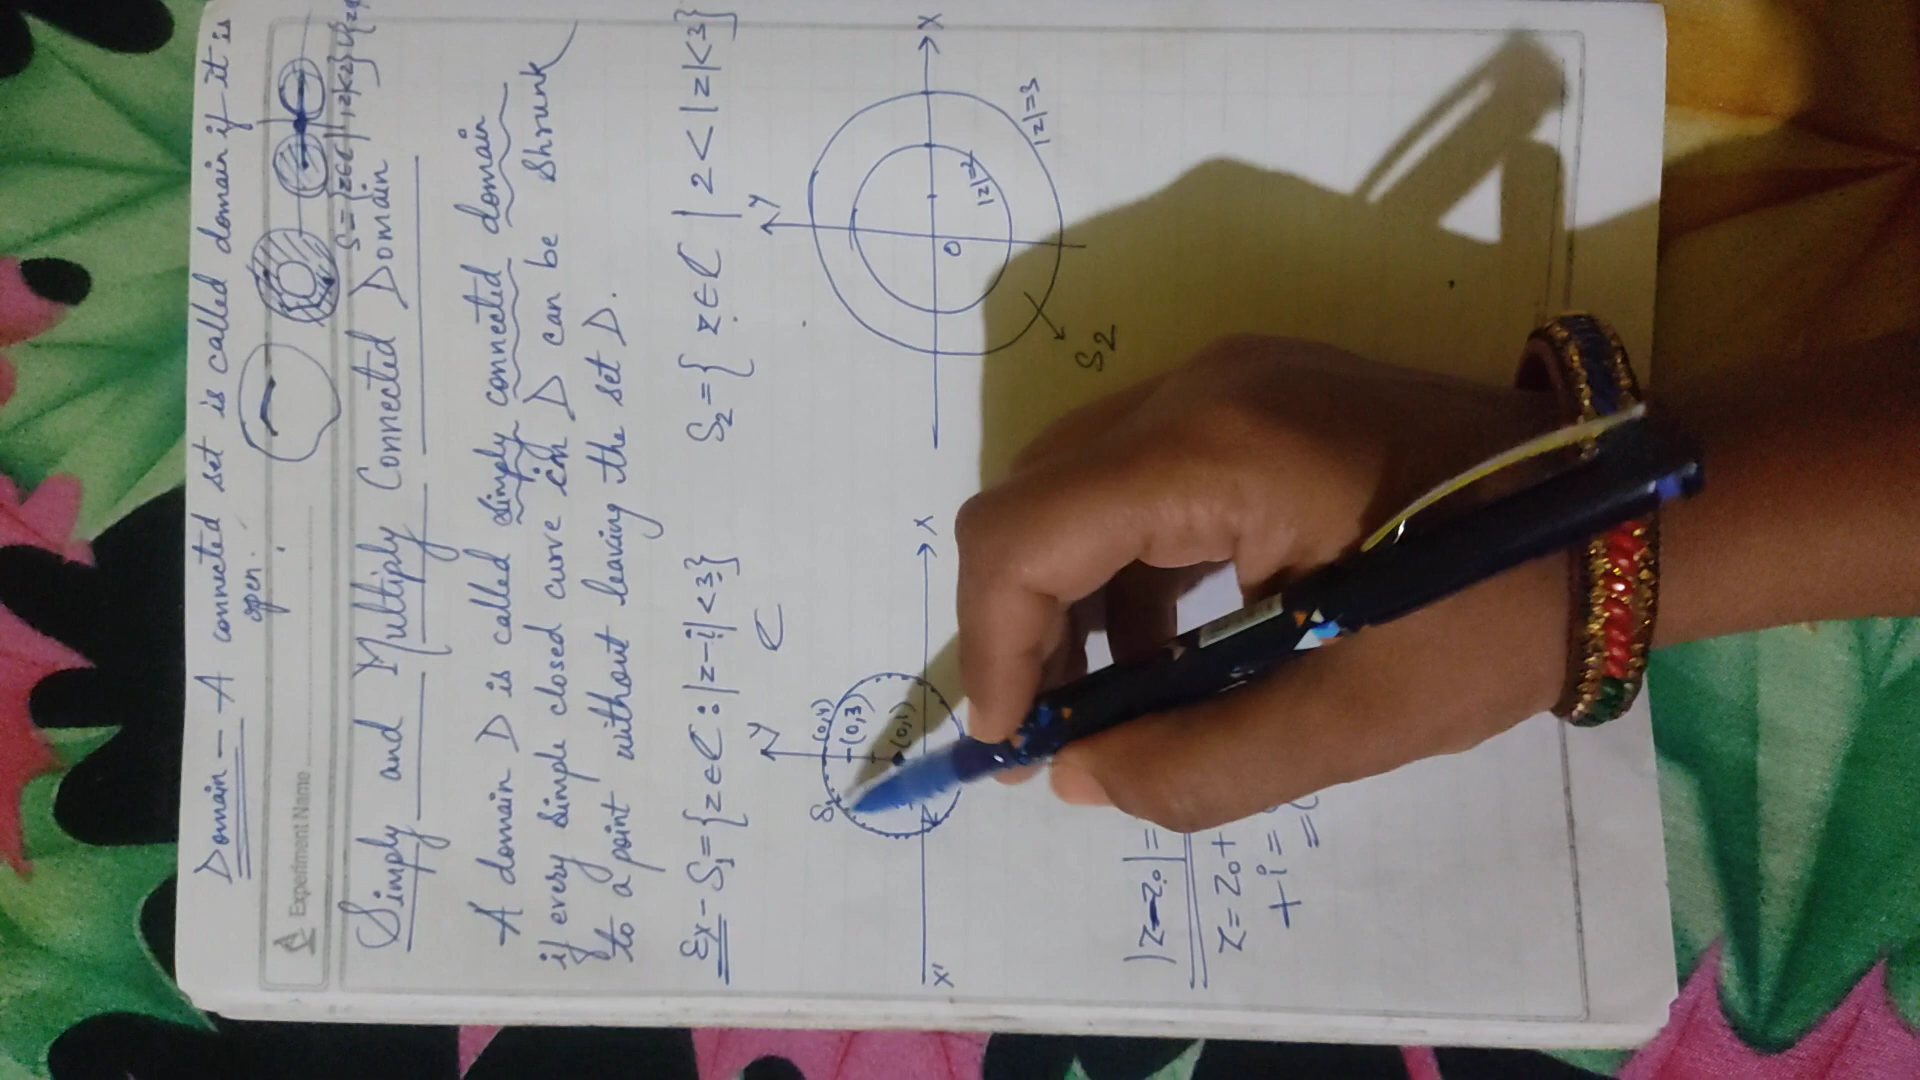 Domain - A connected set is called domain if it is
open.
Experiment Name
S = {z∈C | 1<|z|<2}
Simply and Multiply Connected Domain
A domain D is called simply connected domain
if every simple closed curve in D can be shrunk
to a point without leaving the set D.
Ex - S₁ = {z∈C : |z-i|<3} S₂ = { z∈C | 2<|z|<3}
C
Y
S₁
(0,4)
(0,3)
(0,1)
X' X
Y
X
O
|z|=2
|z|=3
S₂
|z-z₀|=
z=z₀+
+i=
=(